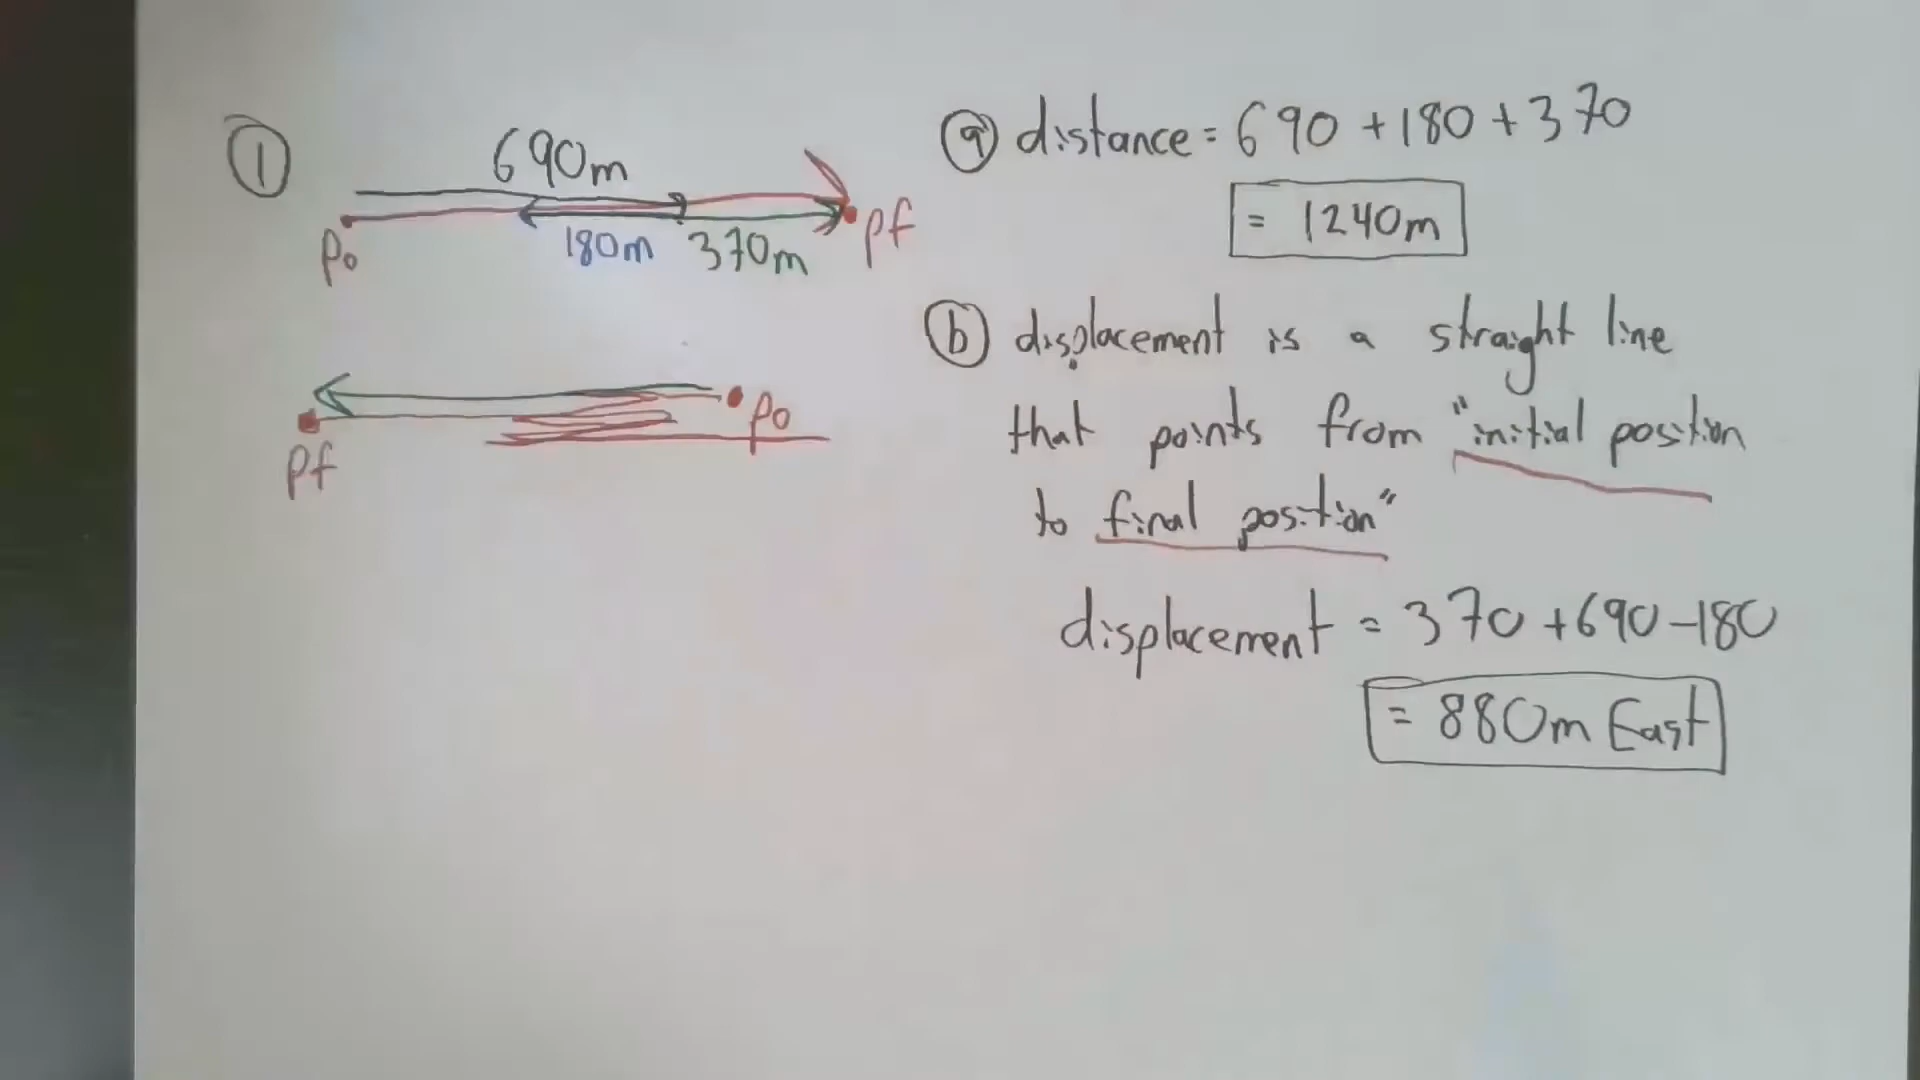 ①
690m
po
180m
370m
pf
po
pf
ⓐ distance = 690 + 180 + 370
= 1240m
ⓑ displacement is a straight line
that points from "initial position
to final position"
displacement = 370 + 690 - 180
= 880m East